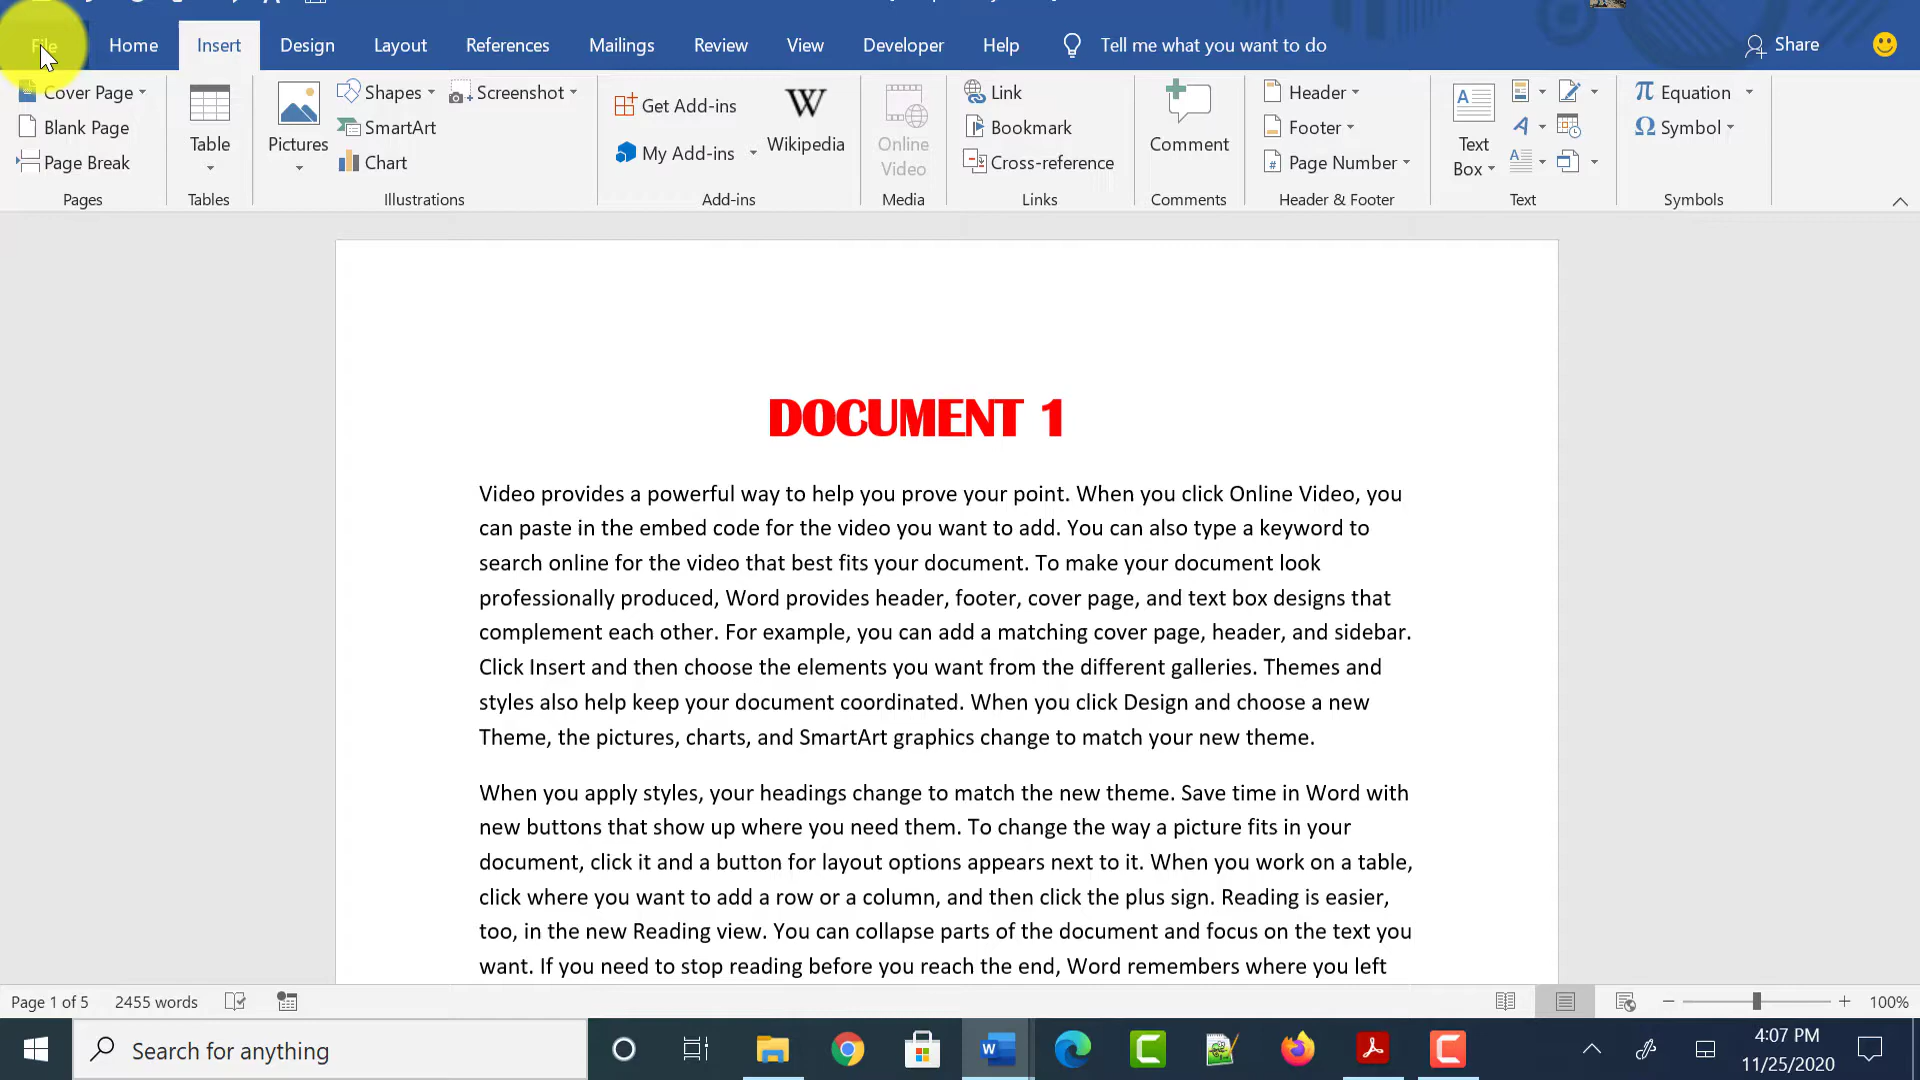 File Home Insert Design Layout References Mailings Review View Developer Help Tell me what you want to do Share
Cover Page
Blank Page
Page Break
Pages
Table
Tables
Pictures
Shapes
SmartArt
Chart
Screenshot
Illustrations
Get Add-ins
My Add-ins
Wikipedia
Add-ins
Online
Video
Media
Link
Bookmark
Cross-reference
Links
Comment
Comments
Header
Footer
Page Number
Header & Footer
Text
Box
Text
Equation
Symbol
Symbols
DOCUMENT 1
Video provides a powerful way to help you prove your point. When you click Online Video, you
can paste in the embed code for the video you want to add. You can also type a keyword to
search online for the video that best fits your document. To make your document look
professionally produced, Word provides header, footer, cover page, and text box designs that
complement each other. For example, you can add a matching cover page, header, and sidebar.
Click Insert and then choose the elements you want from the different galleries. Themes and
styles also help keep your document coordinated. When you click Design and choose a new
Theme, the pictures, charts, and SmartArt graphics change to match your new theme.
When you apply styles, your headings change to match the new theme. Save time in Word with
new buttons that show up where you need them. To change the way a picture fits in your
document, click it and a button for layout options appears next to it. When you work on a table,
click where you want to add a row or a column, and then click the plus sign. Reading is easier,
too, in the new Reading view. You can collapse parts of the document and focus on the text you
want. If you need to stop reading before you reach the end, Word remembers where you left
Page 1 of 5 2455 words 100%
Search for anything
4:07 PM
11/25/2020